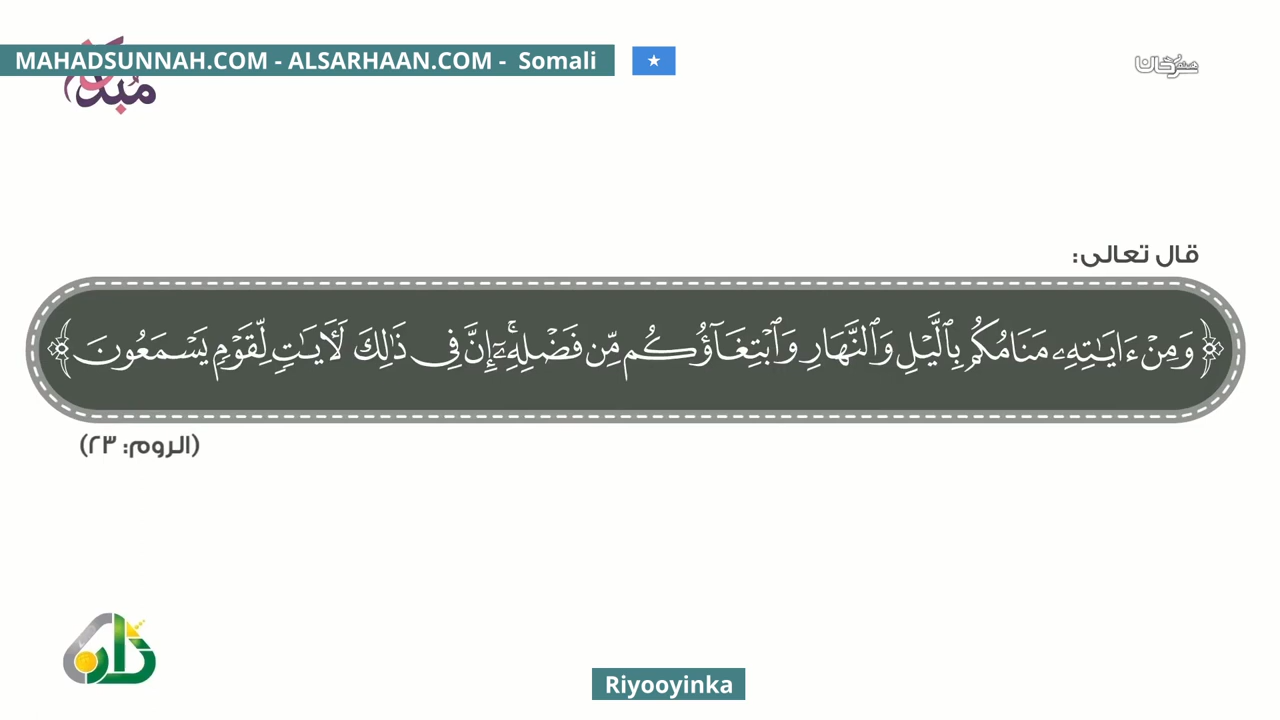 MAHADSUNNAH.COM - ALSARHAAN.COM - Somali
قال تعالى:
﴿وَمِنْ ءَايَٰتِهِۦ مَنَامُكُم بِٱلَّيْلِ وَٱلنَّهَارِ وَٱبْتِغَآؤُكُم مِّن فَضْلِهِۦٓ ۚ إِنَّ فِى ذَٰلِكَ لَءَايَٰتٍ لِّقَوْمٍ يَسْمَعُونَ﴾
(الروم: ٢٣)
Riyooyinka